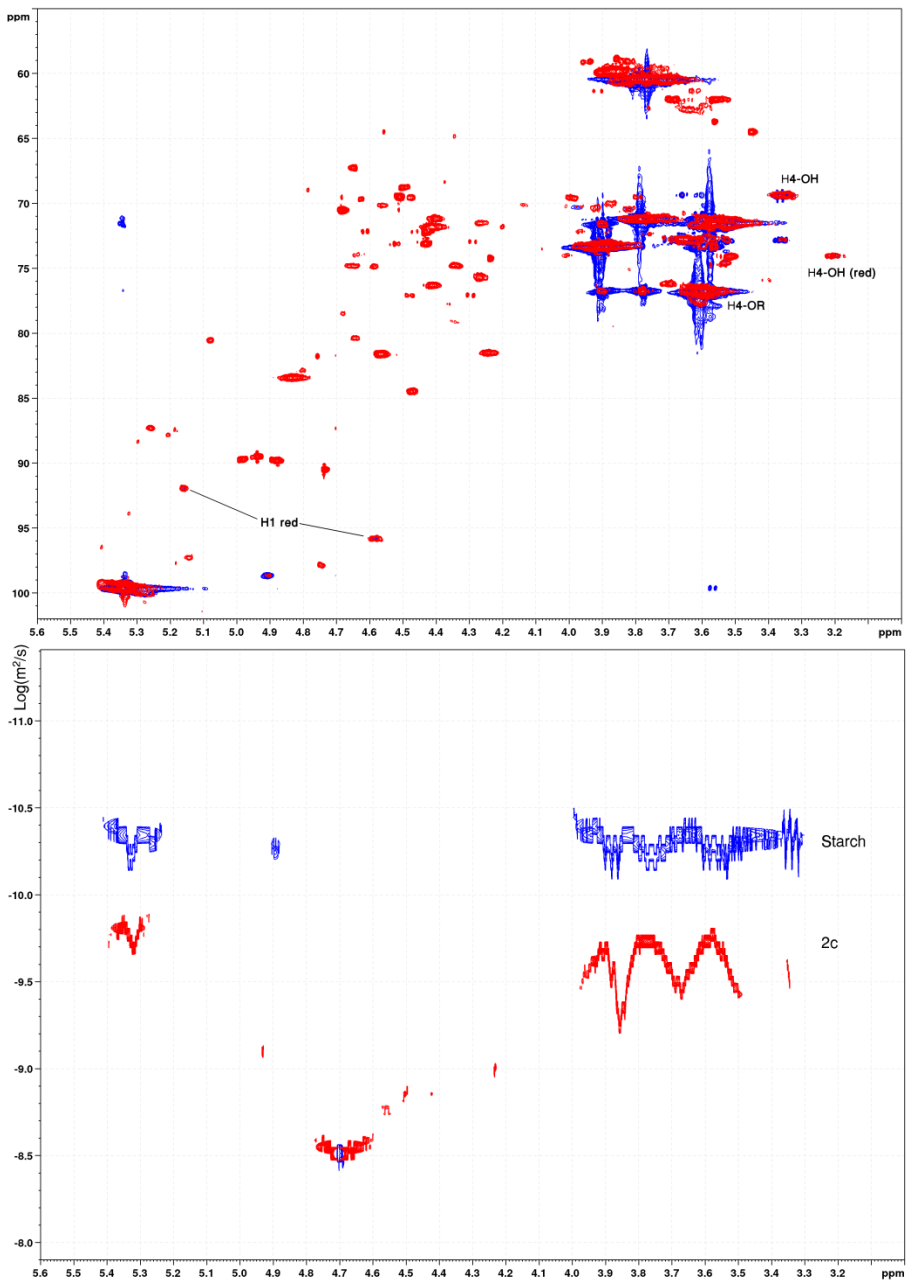 ppm
60
65
70
75
80
85
90
95
100
H4-OH
H4-OH (red)
H4-OR
H1 red
5.6 5.5 5.4 5.3 5.2 5.1 5.0 4.9 4.8 4.7 4.6 4.5 4.4 4.3 4.2 4.1 4.0 3.9 3.8 3.7 3.6 3.5 3.4 3.3 3.2 ppm
Log(m²/s)
-11.0
-10.5
Starch
-10.0
2c
-9.5
-9.0
-8.5
-8.0
5.6 5.5 5.4 5.3 5.2 5.1 5.0 4.9 4.8 4.7 4.6 4.5 4.4 4.3 4.2 4.1 4.0 3.9 3.8 3.7 3.6 3.5 3.4 3.3 3.2 ppm